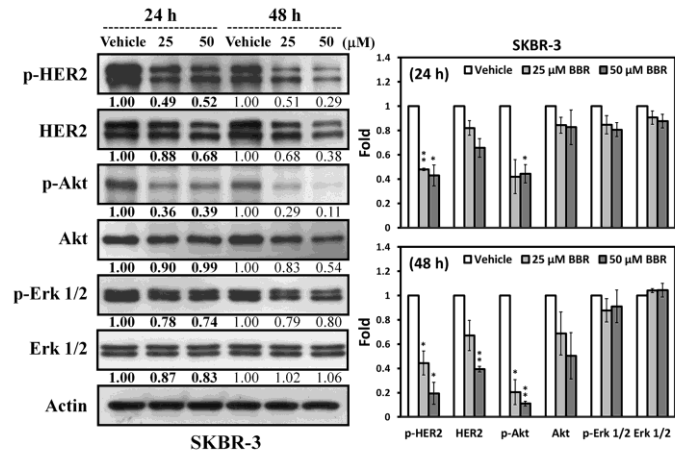 24 h 48 h
Vehicle 25 50 Vehicle 25 50 (μM)
p-HER2
1.00 0.49 0.52 1.00 0.51 0.29
HER2
1.00 0.88 0.68 1.00 0.68 0.38
p-Akt
1.00 0.36 0.39 1.00 0.29 0.11
Akt
1.00 0.90 0.99 1.00 0.83 0.54
p-Erk 1/2
1.00 0.78 0.74 1.00 0.79 0.80
Erk 1/2
1.00 0.87 0.83 1.00 1.02 1.06
Actin
SKBR-3
SKBR-3
(24 h) Vehicle 25 μM BBR 50 μM BBR
Fold
1.4
1.2
1
0.8
0.6
0.4
0.2
0
** *
*
(48 h) Vehicle 25 μM BBR 50 μM BBR
Fold
1.4
1.2
1
0.8
0.6
0.4
0.2
0
* *
**
* **
p-HER2 HER2 p-Akt Akt p-Erk 1/2 Erk 1/2